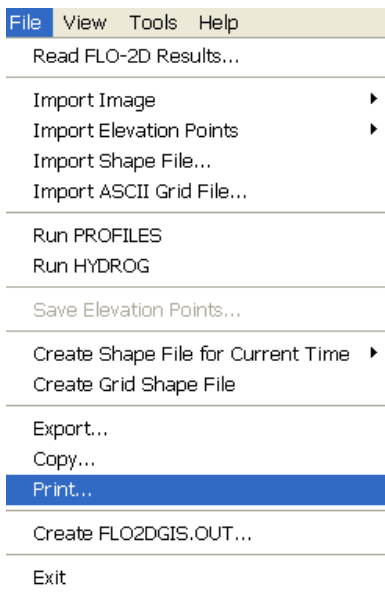 File View Tools Help
Read FLO-2D Results...
Import Image
Import Elevation Points
Import Shape File...
Import ASCII Grid File...
Run PROFILES
Run HYDROG
Save Elevation Points...
Create Shape File for Current Time
Create Grid Shape File
Export...
Copy...
Print...
Create FLO2DGIS.OUT...
Exit